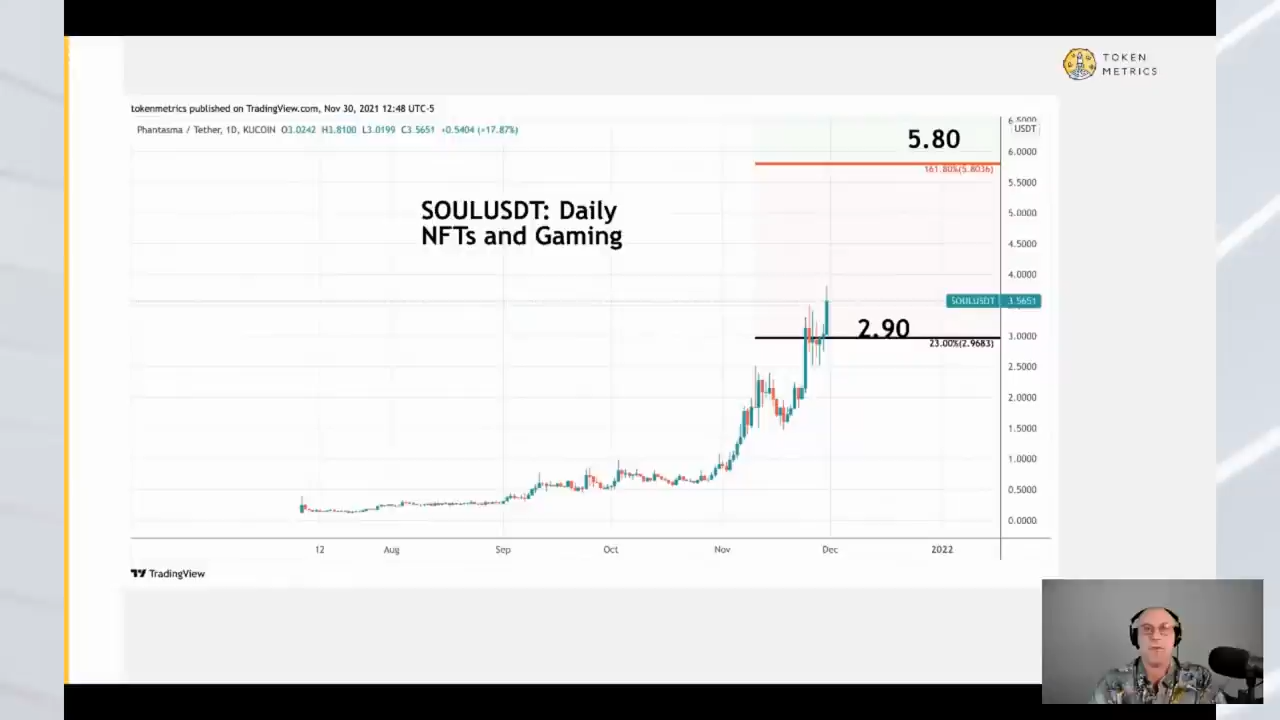 TOKEN
METRICS
tokenmetrics published on TradingView.com, Nov 30, 2021 12:48 UTC-5
Phantasma / Tether, 1D, KUCOIN O3.0242 H3.8100 L3.0199 C3.5651 +0.5404 (+17.87%)
6.5000
USDT
5.80
6.0000
161.80%(5.8036)
5.5000
SOULUSDT: Daily
NFTs and Gaming
5.0000
4.5000
4.0000
SOULUSDT 3.5651
2.90
3.0000
23.00%(2.9683)
2.5000
2.0000
1.5000
1.0000
0.5000
0.0000
12 Aug Sep Oct Nov Dec 2022
TradingView